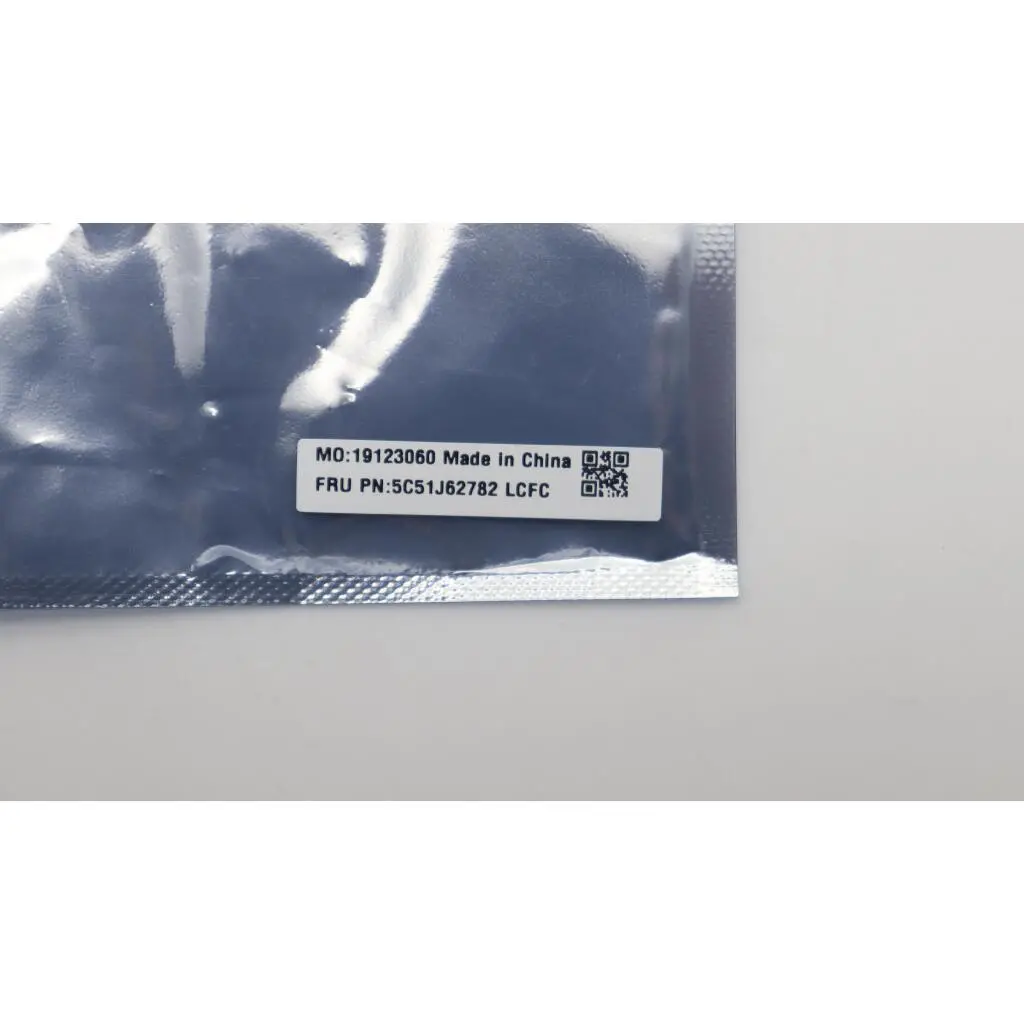 MO:19123060 Made in China
FRU PN:5C51J62782 LCFC